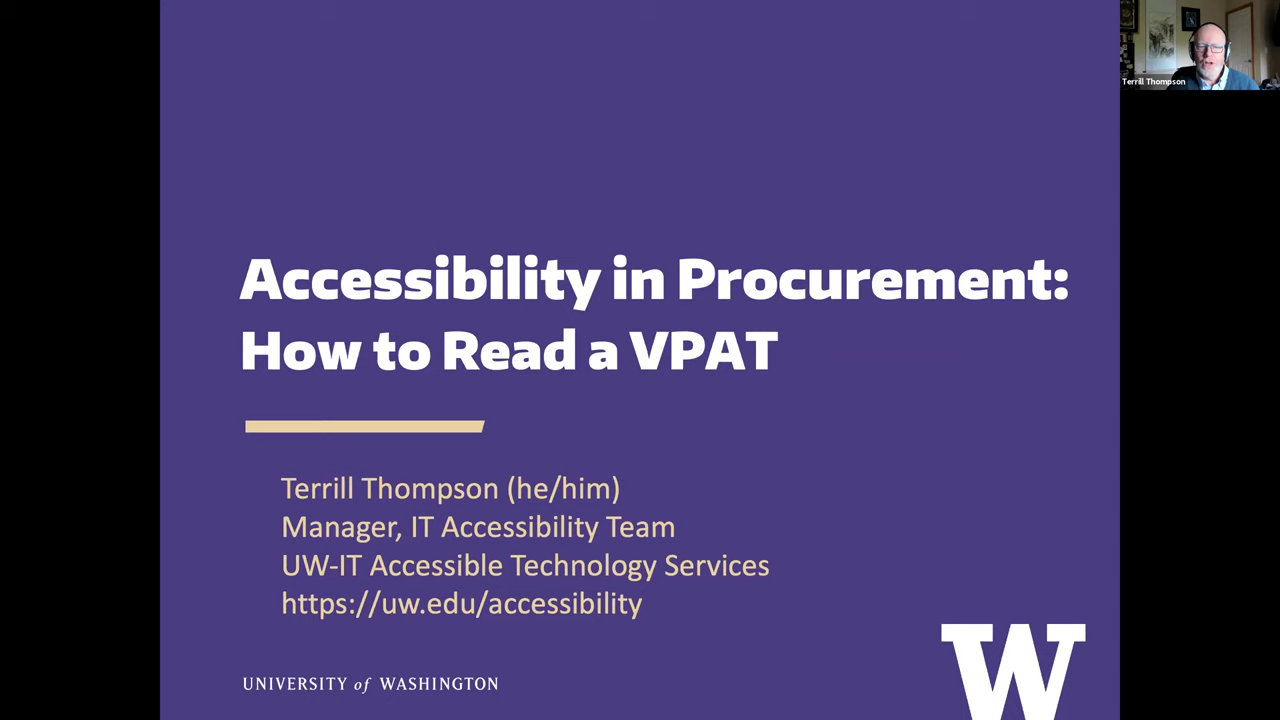 Terrill Thompson
Accessibility in Procurement:
How to Read a VPAT
Terrill Thompson (he/him)
Manager, IT Accessibility Team
UW-IT Accessible Technology Services
https://uw.edu/accessibility
UNIVERSITY of WASHINGTON
W